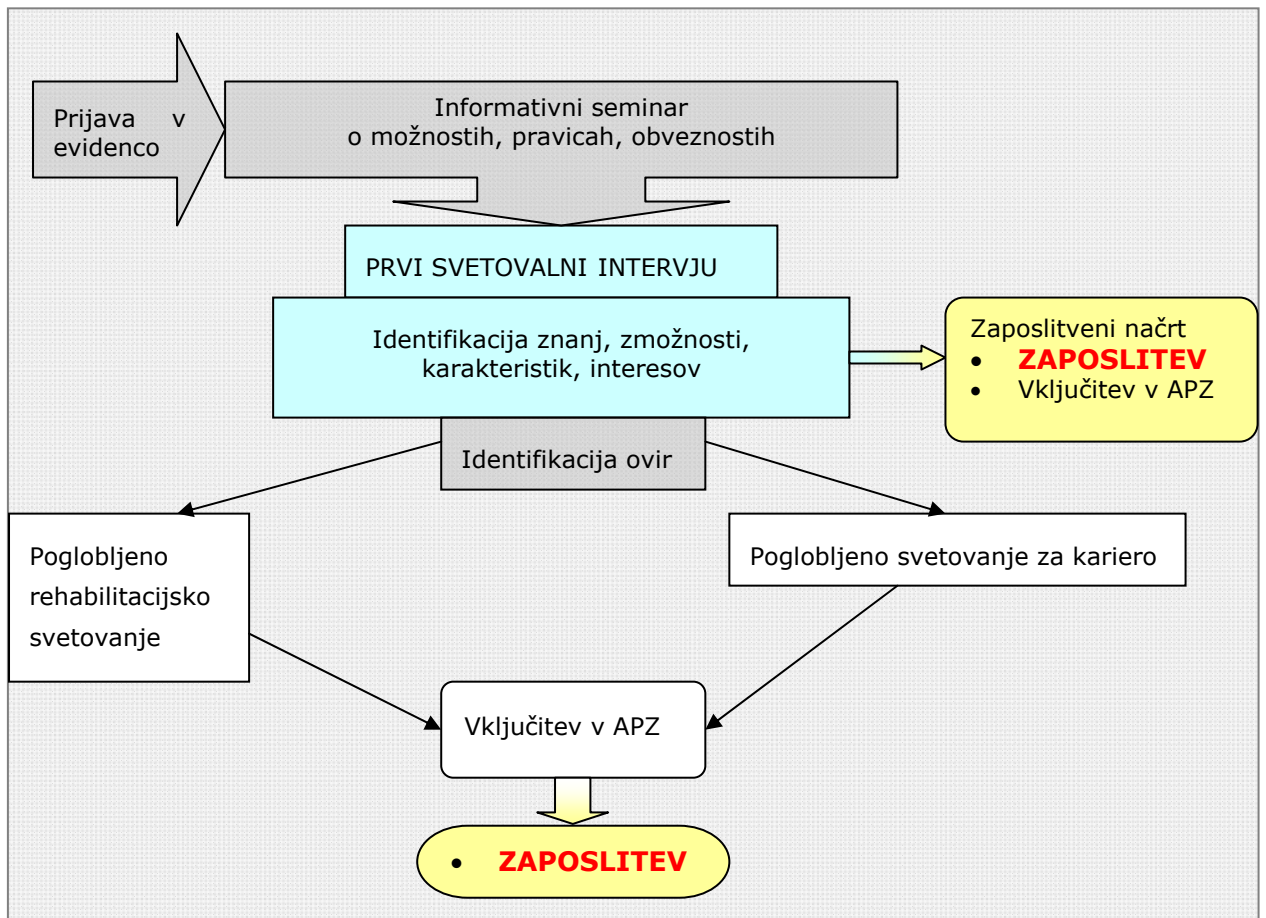 Prijava v
evidenco
Informativni seminar
o možnostih, pravicah, obveznostih
PRVI SVETOVALNI INTERVJU
Identifikacija znanj, zmožnosti,
karakteristik, interesov
Zaposlitveni načrt
• ZAPOSLITEV
• Vključitev v APZ
Identifikacija ovir
Poglobljeno
rehabilitacijsko
svetovanje
Poglobljeno svetovanje za kariero
Vključitev v APZ
• ZAPOSLITEV